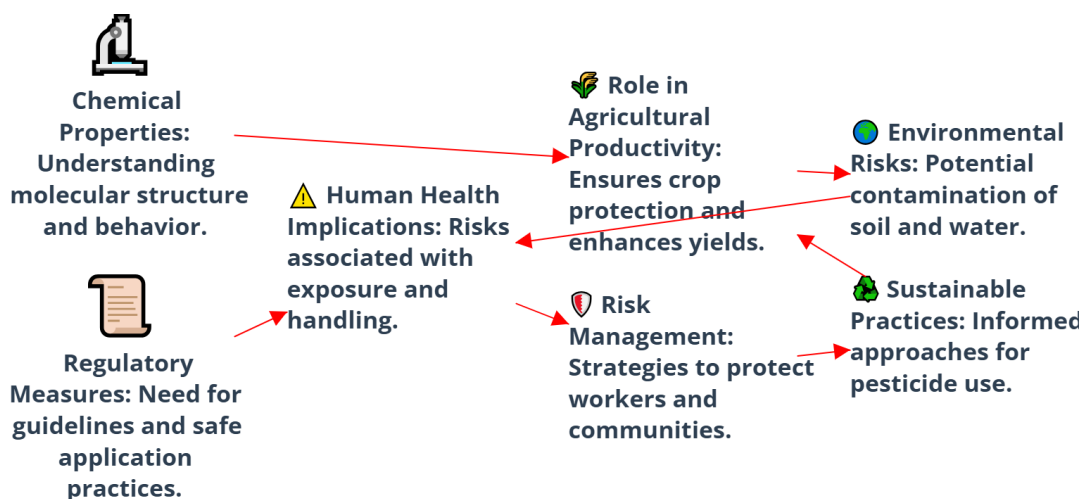 Chemical
Properties:
Understanding
molecular structure
and behavior.
Regulatory
Measures: Need for
guidelines and safe
application
practices.
Human Health
Implications: Risks
associated with
exposure and
handling.
Role in
Agricultural
Productivity:
Ensures crop
protection and
enhances yields.
Risk
Management:
Strategies to protect
workers and
communities.
Environmental
Risks: Potential
contamination of
soil and water.
Sustainable
Practices: Informed
approaches for
pesticide use.